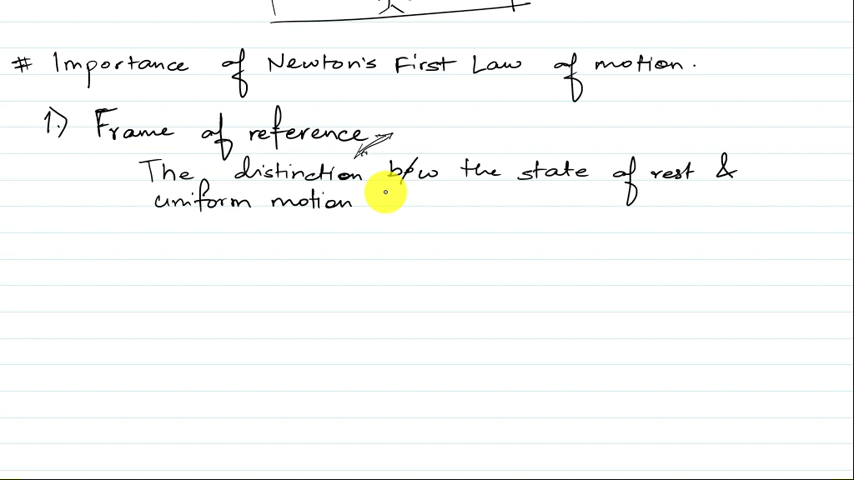 # Importance of Newton's First Law of motion.
1.) Frame of reference
The distinction b/w the state of rest &
uniform motion